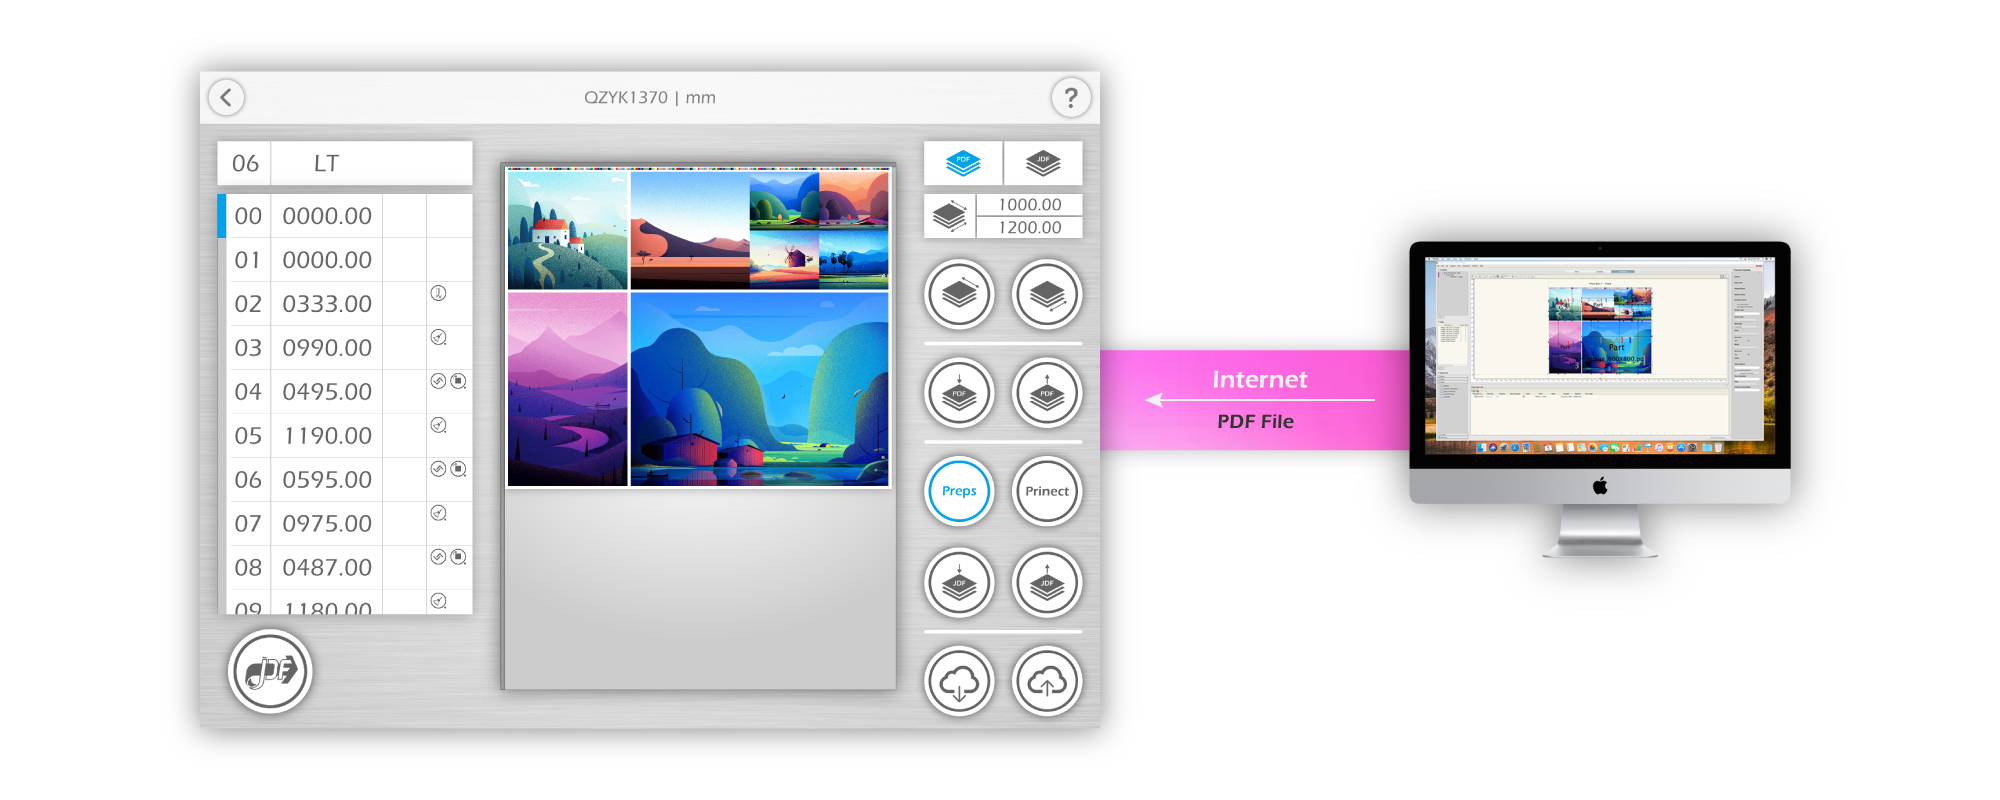 QZYK1370 | mm
?
06 LT
00 0000.00
01 0000.00
02 0333.00
03 0990.00
04 0495.00
05 1190.00
06 0595.00
07 0975.00
08 0487.00
09 1180.00
JDF
PDF JDF
1000.00
1200.00
PDF PDF
Preps Prinect
JDF JDF
Internet
PDF File
Part
Part